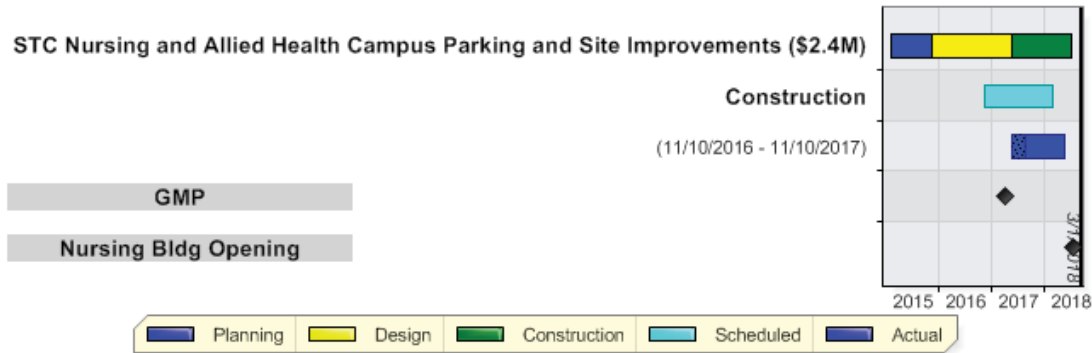 STC Nursing and Allied Health Campus Parking and Site Improvements ($2.4M)
Construction
(11/10/2016 - 11/10/2017)
GMP
Nursing Bldg Opening
2015 2016 2017 2018
Planning Design Construction Scheduled Actual